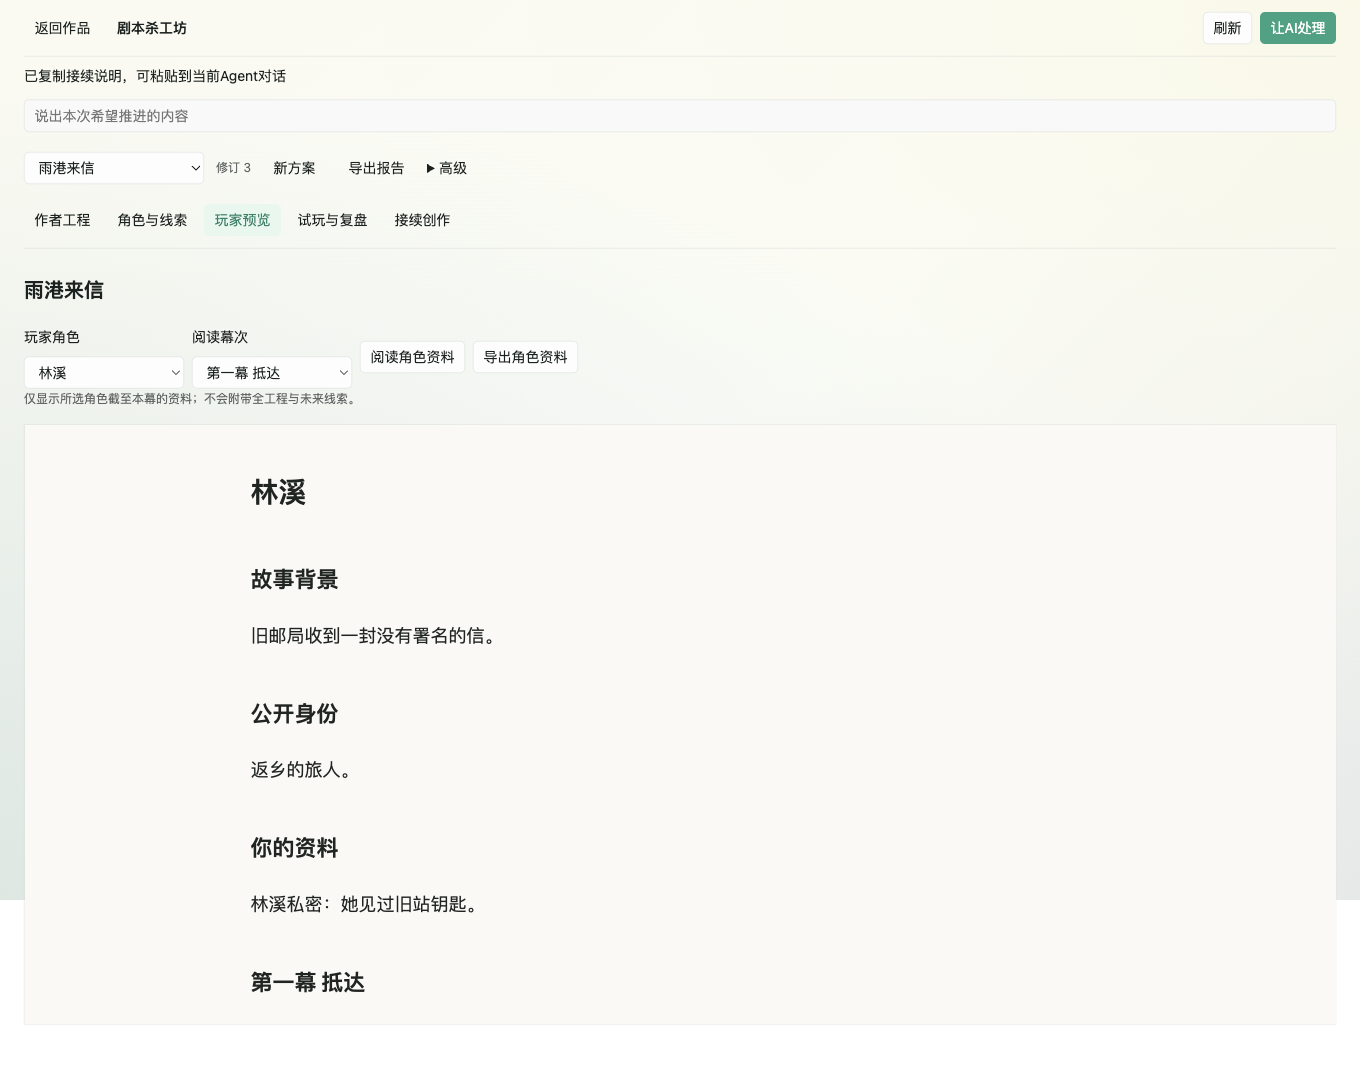 返回作品 剧本杀工坊 刷新 让AI处理
已复制接续说明，可粘贴到当前Agent对话
说出本次希望推进的内容
雨港来信 修订 3 新方案 导出报告 ▶ 高级
作者工程 角色与线索 玩家预览 试玩与复盘 接续创作
雨港来信
玩家角色 阅读幕次
林溪 第一幕 抵达 阅读角色资料 导出角色资料
仅显示所选角色截至本幕的资料；不会附带全工程与未来线索。
林溪
故事背景
旧邮局收到一封没有署名的信。
公开身份
返乡的旅人。
你的资料
林溪私密：她见过旧站钥匙。
第一幕 抵达